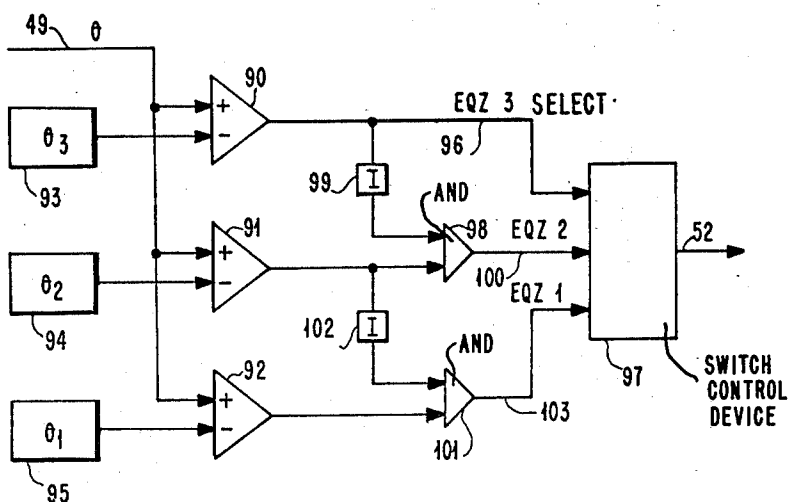 49 θ
90
+
−
EQZ 3 SELECT
θ3
93
96
99 I
AND
98
91
+
−
EQZ 2
52
100
θ2
94
EQZ 1
102 I
AND
97
SWITCH
CONTROL
DEVICE
92
+
−
103
101
θ1
95